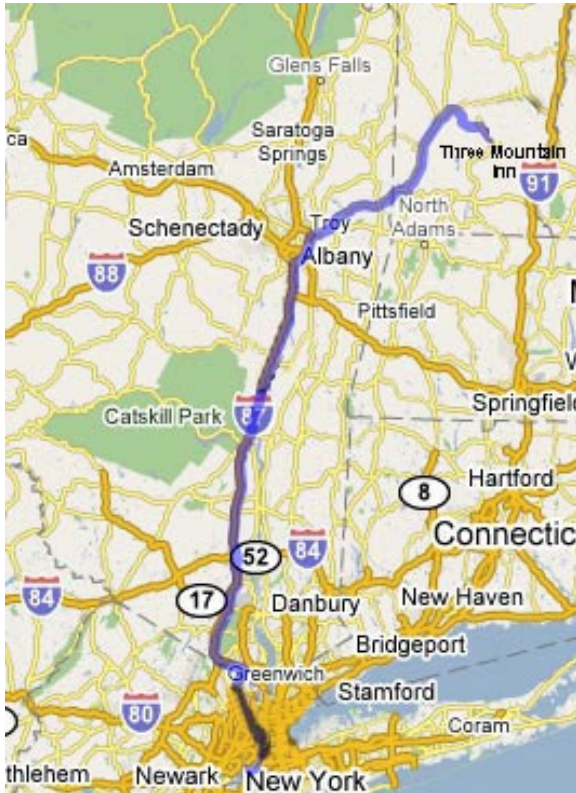 Glens Falls
ca
Saratoga
Springs
Three Mountain
Inn
91
Amsterdam
North
Adams
Schenectady
Troy
Albany
88
Pittsfield
M
W
Catskill Park
87
Springfield
Hartford
8
Connectic
52
84
84
17
Danbury
New Haven
Bridgeport
Greenwich
Stamford
80
Coram
thlehem
Newark
New York